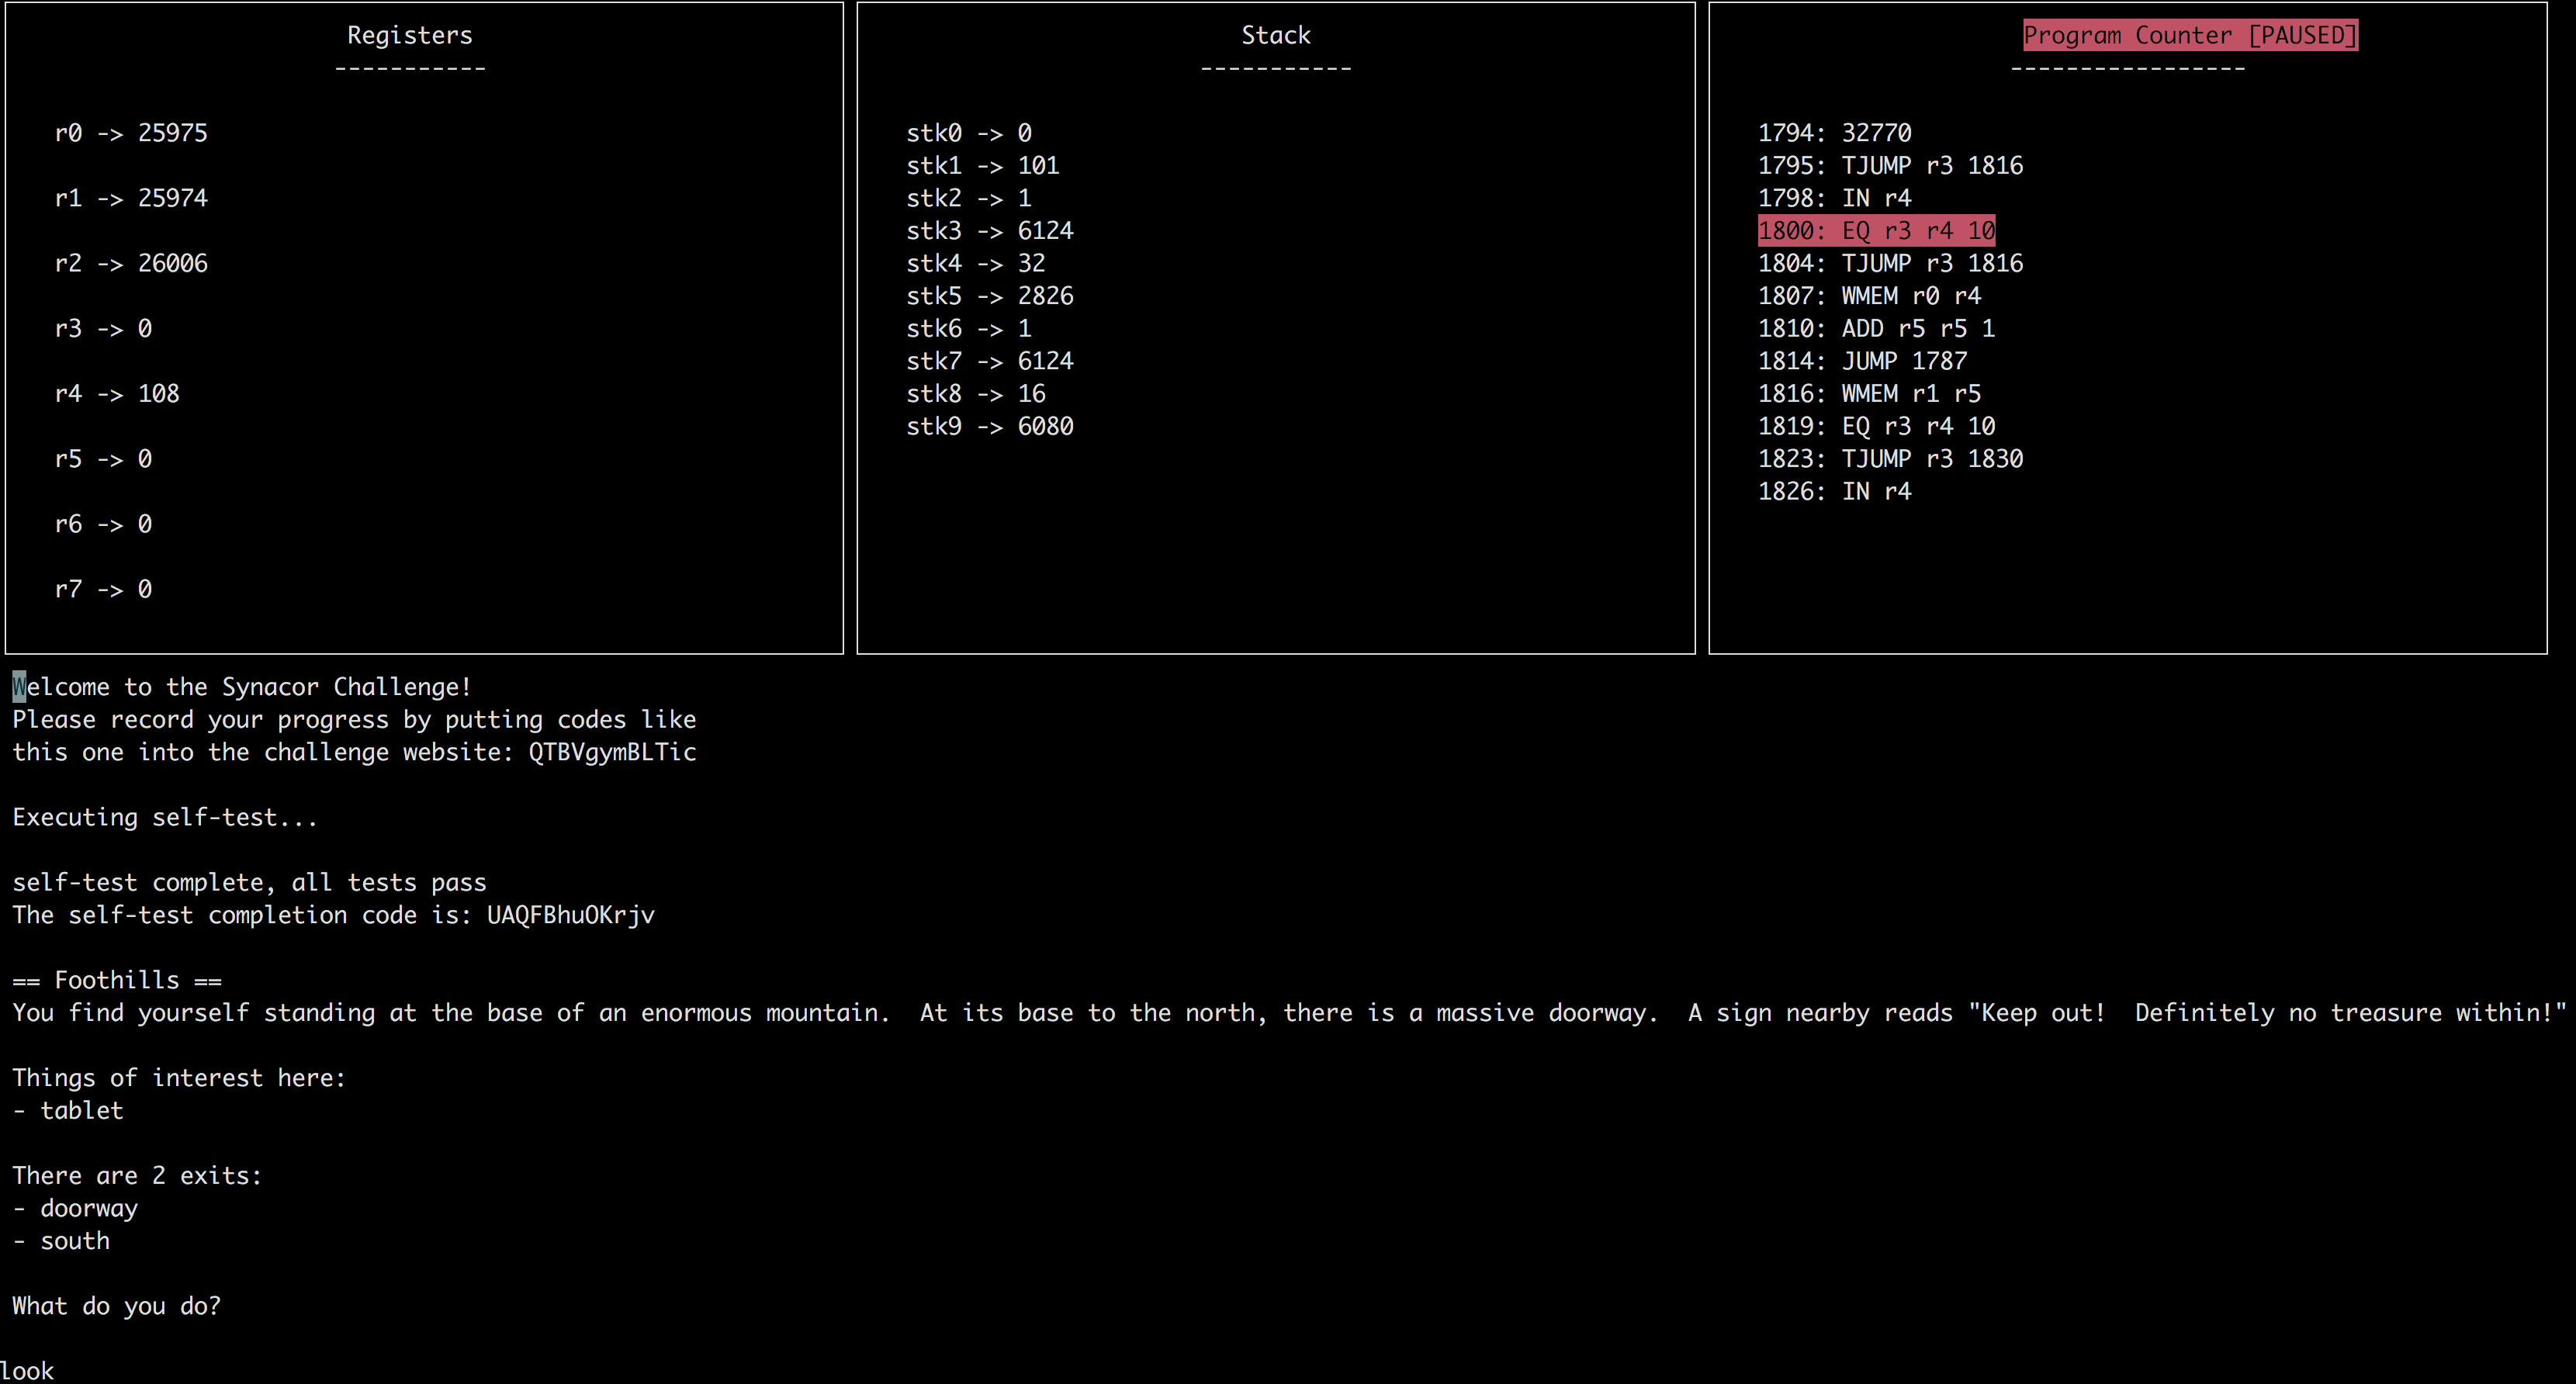 Registers
-----------
r0 -> 25975
r1 -> 25974
r2 -> 26006
r3 -> 0
r4 -> 108
r5 -> 0
r6 -> 0
r7 -> 0
Stack
-----------
stk0 -> 0
stk1 -> 101
stk2 -> 1
stk3 -> 6124
stk4 -> 32
stk5 -> 2826
stk6 -> 1
stk7 -> 6124
stk8 -> 16
stk9 -> 6080
Program Counter [PAUSED]
-----------------
1794: 32770
1795: TJUMP r3 1816
1798: IN r4
1800: EQ r3 r4 10
1804: TJUMP r3 1816
1807: WMEM r0 r4
1810: ADD r5 r5 1
1814: JUMP 1787
1816: WMEM r1 r5
1819: EQ r3 r4 10
1823: TJUMP r3 1830
1826: IN r4
Welcome to the Synacor Challenge!
Please record your progress by putting codes like
this one into the challenge website: QTBVgymBLTic
Executing self-test...
self-test complete, all tests pass
The self-test completion code is: UAQFBhuOKrjv
== Foothills ==
You find yourself standing at the base of an enormous mountain.  At its base to the north, there is a massive doorway.  A sign nearby reads "Keep out!  Definitely no treasure within!"
Things of interest here:
- tablet
There are 2 exits:
- doorway
- south
What do you do?
look